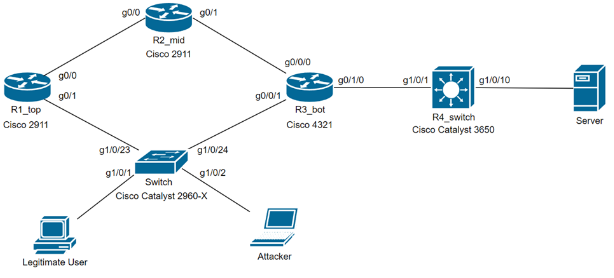 g0/0
g0/1
R2_mid
Cisco 2911
g0/0
g0/1
R1_top
Cisco 2911
g0/0/0
g0/0/1
g0/1/0
R3_bot
Cisco 4321
g1/0/1
g1/0/10
R4_switch
Cisco Catalyst 3650
Server
g1/0/23
g1/0/24
g1/0/1
g1/0/2
Switch
Cisco Catalyst 2960-X
Legitimate User
Attacker